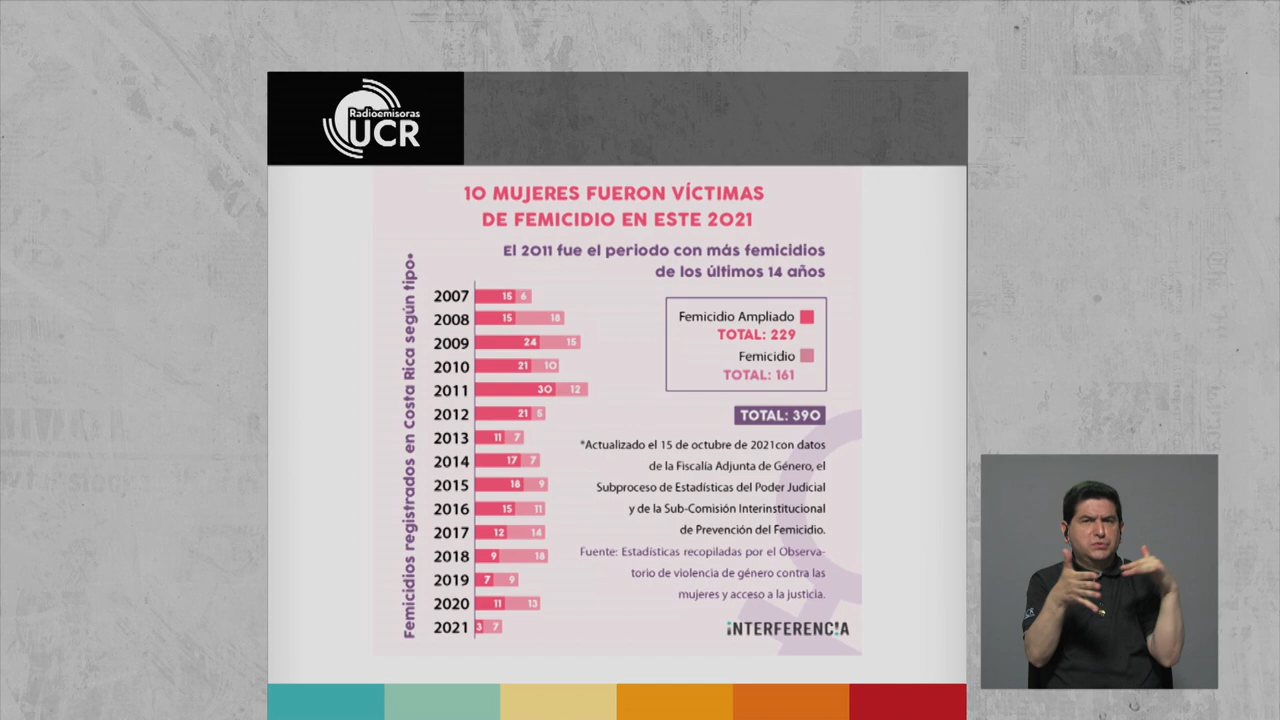 Radioemisoras
UCR
10 MUJERES FUERON VÍCTIMAS
DE FEMICIDIO EN ESTE 2021
El 2011 fue el periodo con más femicidios
de los últimos 14 años
Femicidios registrados en Costa Rica según tipo*
2007 15 6
2008 15 18
2009 24 15
2010 21 10
2011 30 12
2012 21 5
2013 11 7
2014 17 7
2015 18 9
2016 15 11
2017 12 14
2018 9 18
2019 7 9
2020 11 13
2021 3 7
Femicidio Ampliado
TOTAL: 229
Femicidio
TOTAL: 161
TOTAL: 390
*Actualizado el 15 de octubre de 2021con datos
de la Fiscalía Adjunta de Género, el
Subproceso de Estadísticas del Poder Judicial
y de la Sub-Comisión Interinstitucional
de Prevención del Femicidio.
Fuente: Estadísticas recopiladas por el Observa-
torio de violencia de género contra las
mujeres y acceso a la justicia.
INTERFERENCIA